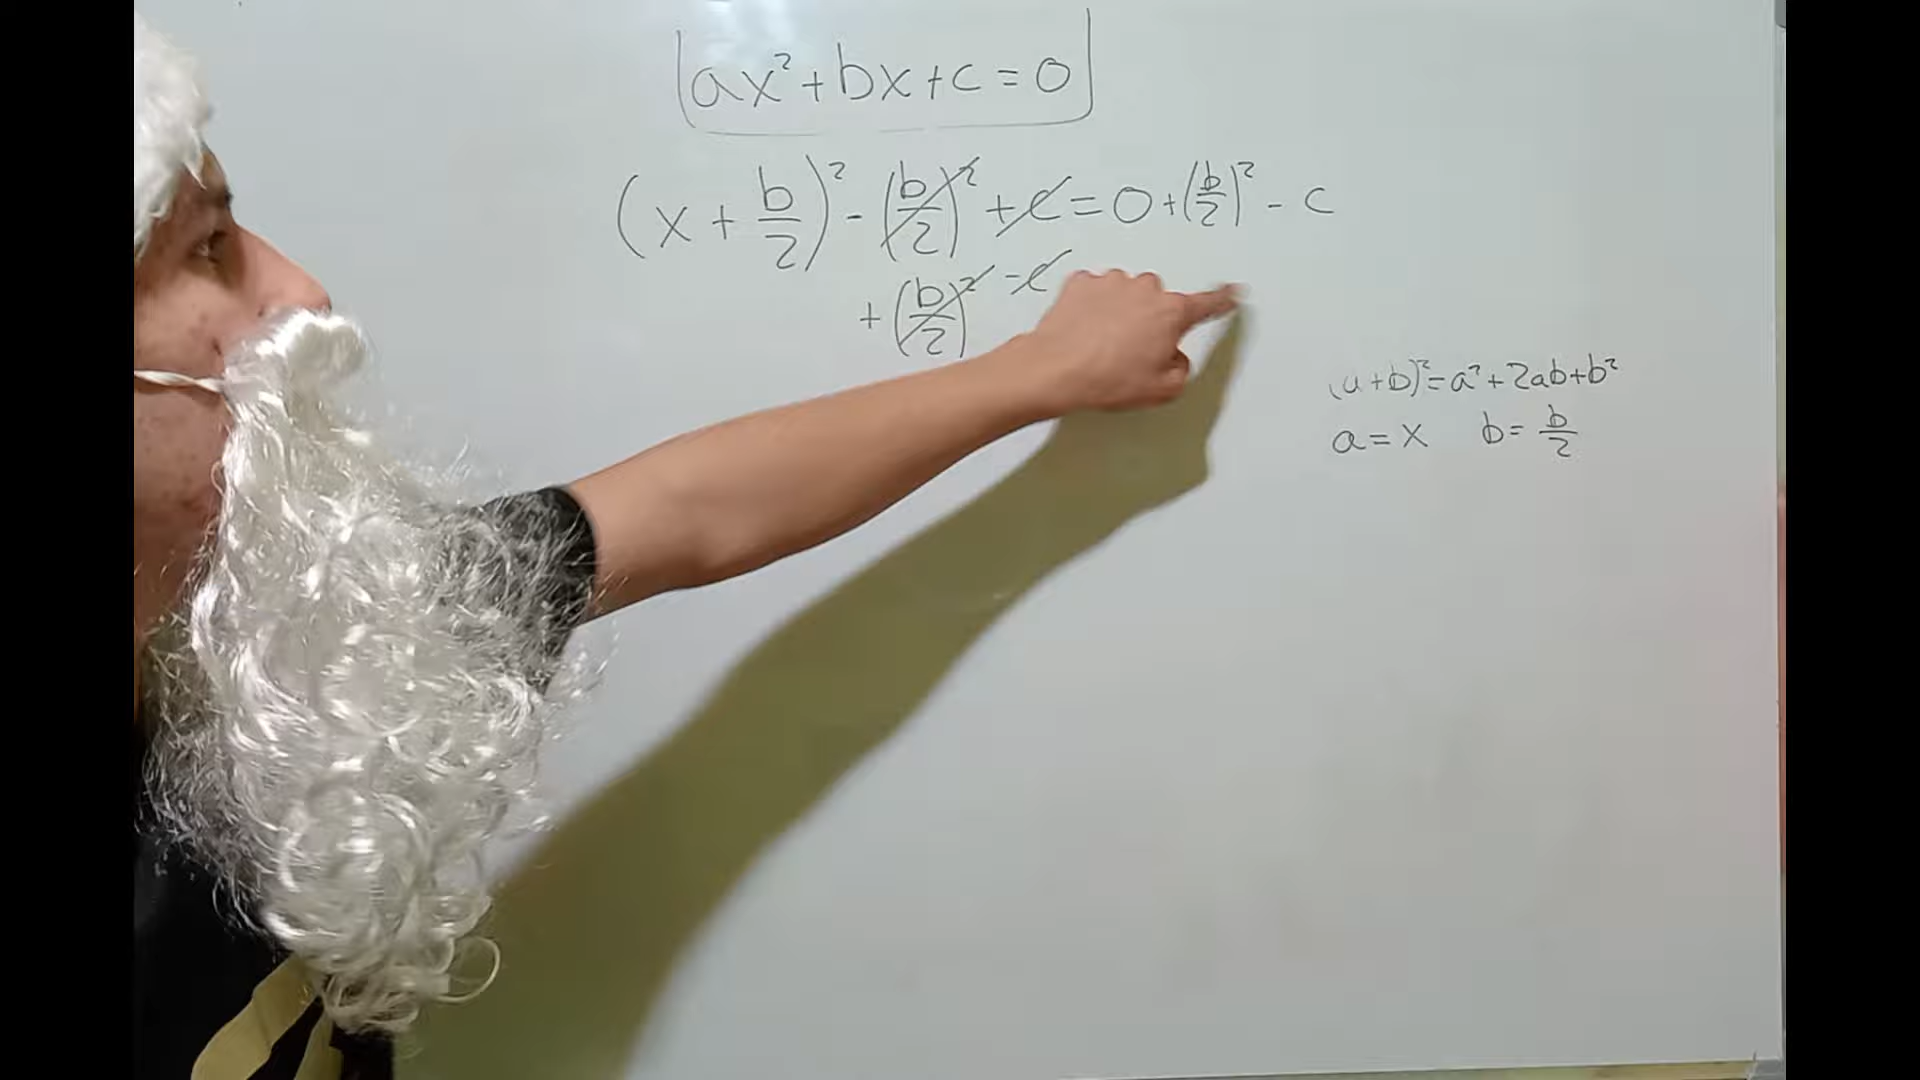 ax²+bx+c=0
(x+b/2)²-(b/2)²+c=0+(b/2)²-c
+(b/2)²-c
(a+b)²=a²+2ab+b²
a=x b=b/2